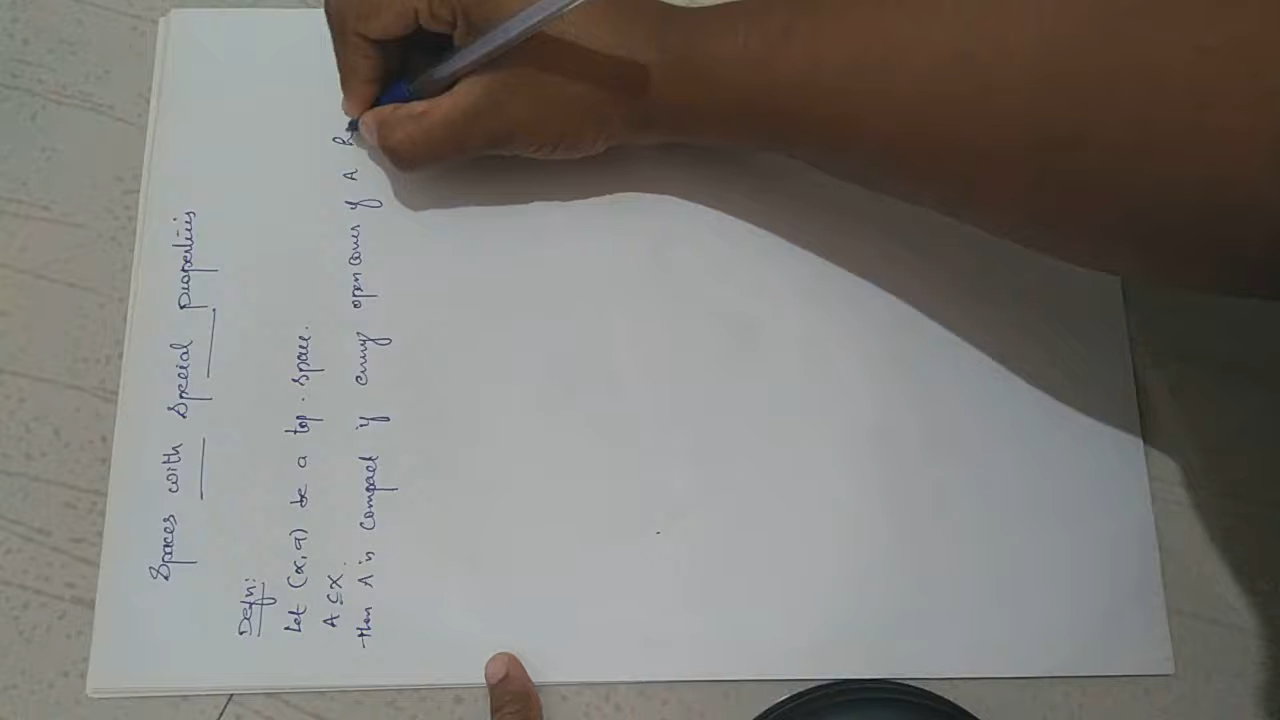 Spaces with Special properties
Defn:
Let (X, T) be a top. space.
A ⊆ X.
then A is compact if every open cover of A